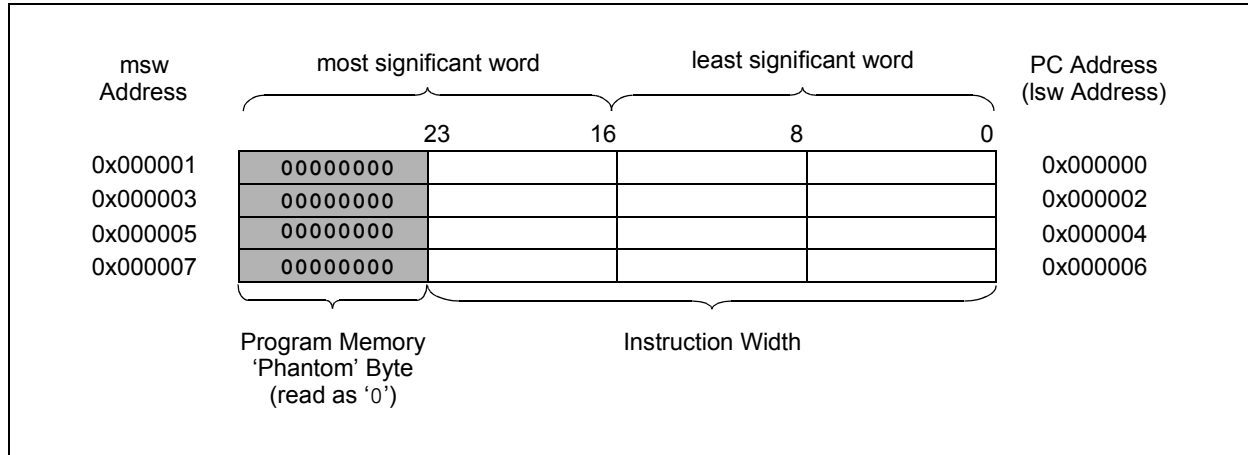 msw
Address
most significant word
least significant word
PC Address
(lsw Address)
23 16 8 0
0x000001 00000000 0x000000
0x000003 00000000 0x000002
0x000005 00000000 0x000004
0x000007 00000000 0x000006
Program Memory
‘Phantom’ Byte
(read as ‘0’)
Instruction Width